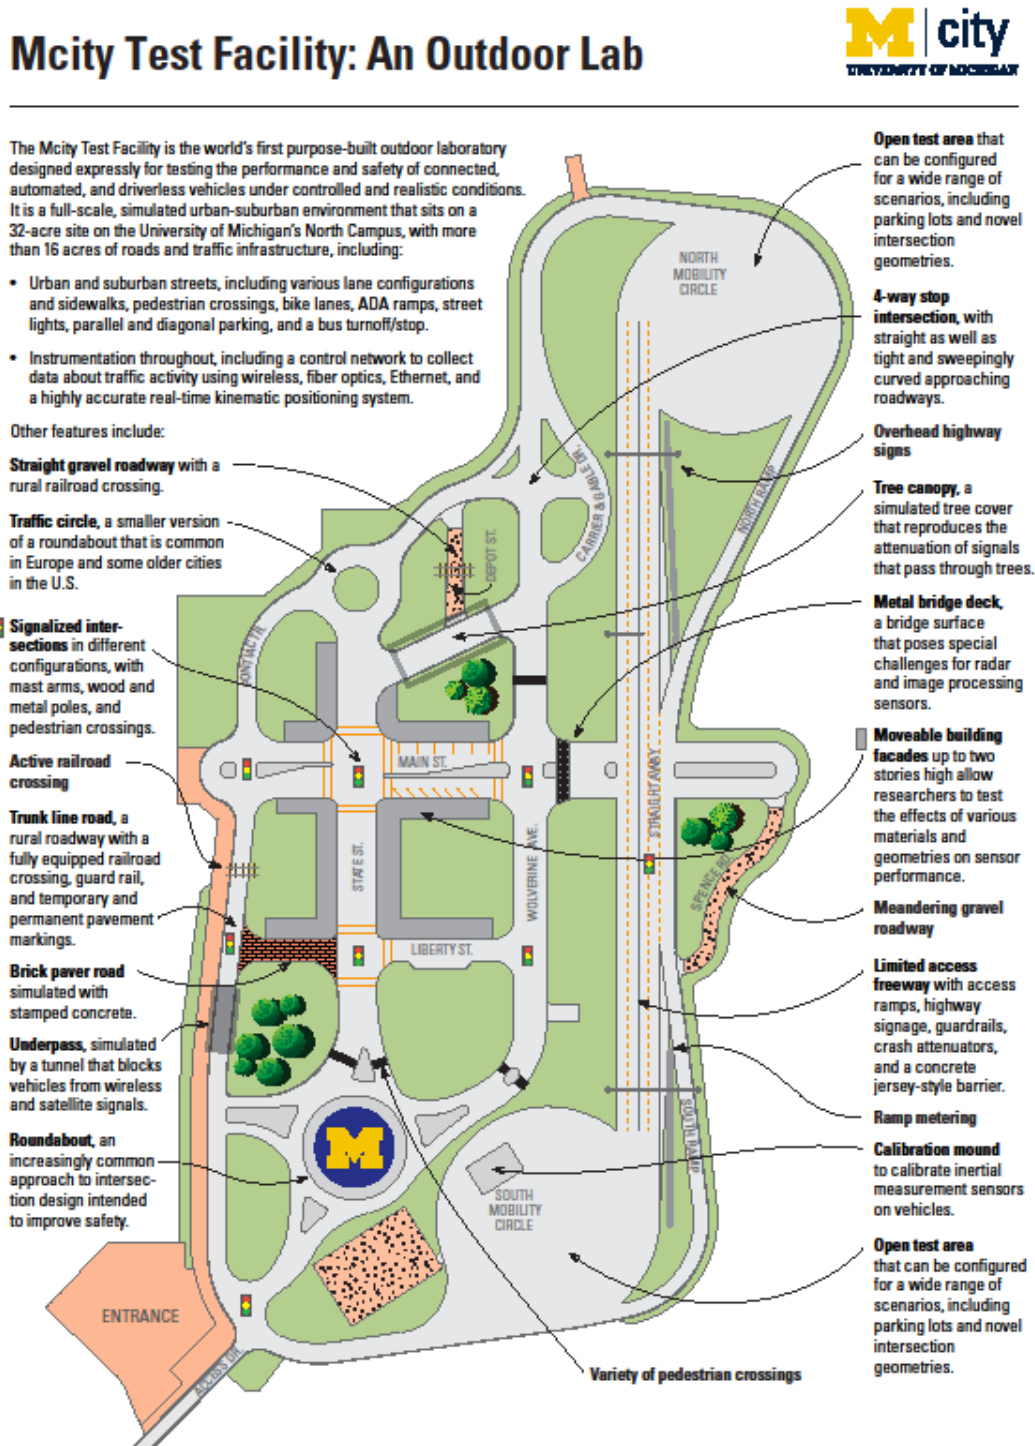 Mcity Test Facility: An Outdoor Lab
M | city
UNIVERSITY OF MICHIGAN
The Mcity Test Facility is the world's first purpose-built outdoor laboratory
designed expressly for testing the performance and safety of connected,
automated, and driverless vehicles under controlled and realistic conditions.
It is a full-scale, simulated urban-suburban environment that sits on a
32-acre site on the University of Michigan's North Campus, with more
than 16 acres of roads and traffic infrastructure, including:
• Urban and suburban streets, including various lane configurations
and sidewalks, pedestrian crossings, bike lanes, ADA ramps, street
lights, parallel and diagonal parking, and a bus turnoff/stop.
• Instrumentation throughout, including a control network to collect
data about traffic activity using wireless, fiber optics, Ethernet, and
a highly accurate real-time kinematic positioning system.
Other features include:
Straight gravel roadway with a
rural railroad crossing.
Traffic circle, a smaller version
of a roundabout that is common
in Europe and some older cities
in the U.S.
Signalized inter-
sections in different
configurations, with
mast arms, wood and
metal poles, and
pedestrian crossings.
Active railroad
crossing
Trunk line road, a
rural roadway with a
fully equipped railroad
crossing, guard rail,
and temporary and
permanent pavement
markings.
Brick paver road
simulated with
stamped concrete.
Underpass, simulated
by a tunnel that blocks
vehicles from wireless
and satellite signals.
Roundabout, an
increasingly common
approach to intersec-
tion design intended
to improve safety.
Open test area that
can be configured
for a wide range of
scenarios, including
parking lots and novel
intersection
geometries.
4-way stop
intersection, with
straight as well as
tight and sweepingly
curved approaching
roadways.
Overhead highway
signs
Tree canopy, a
simulated tree cover
that reproduces the
attenuation of signals
that pass through trees.
Metal bridge deck,
a bridge surface
that poses special
challenges for radar
and image processing
sensors.
Moveable building
facades up to two
stories high allow
researchers to test
the effects of various
materials and
geometries on sensor
performance.
Meandering gravel
roadway
Limited access
freeway with access
ramps, highway
signage, guardrails,
crash attenuators,
and a concrete
jersey-style barrier.
Ramp metering
Calibration mound
to calibrate inertial
measurement sensors
on vehicles.
Open test area
that can be configured
for a wide range of
scenarios, including
parking lots and novel
intersection
geometries.
Variety of pedestrian crossings
NORTH
MOBILITY
CIRCLE
CARRIER & GABLE DR.
NORTH RAMP
DEPOT ST.
PONTIAC TR.
MAIN ST.
STRAIGHTAWAY
STATE ST.
WOLVERINE AVE.
SPENCER RD.
LIBERTY ST.
M
SOUTH RAMP
SOUTH
MOBILITY
CIRCLE
ENTRANCE
ACCESS DR.